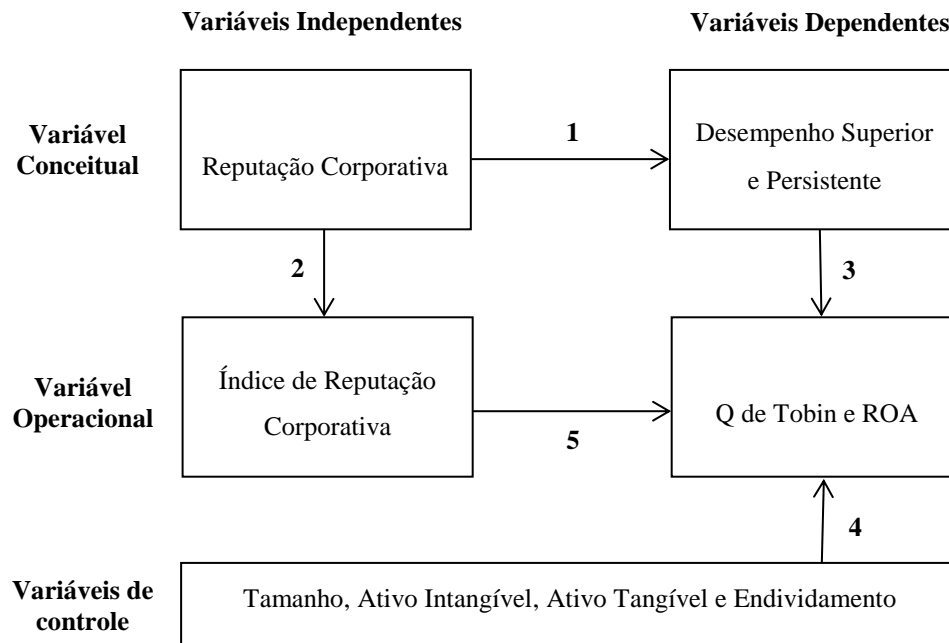 Variáveis Independentes
Variáveis Dependentes
Variável
Conceitual
Reputação Corporativa
1
Desempenho Superior
e Persistente
2
3
Variável
Operacional
Índice de Reputação
Corporativa
5
Q de Tobin e ROA
4
Variáveis de
controle
Tamanho, Ativo Intangível, Ativo Tangível e Endividamento